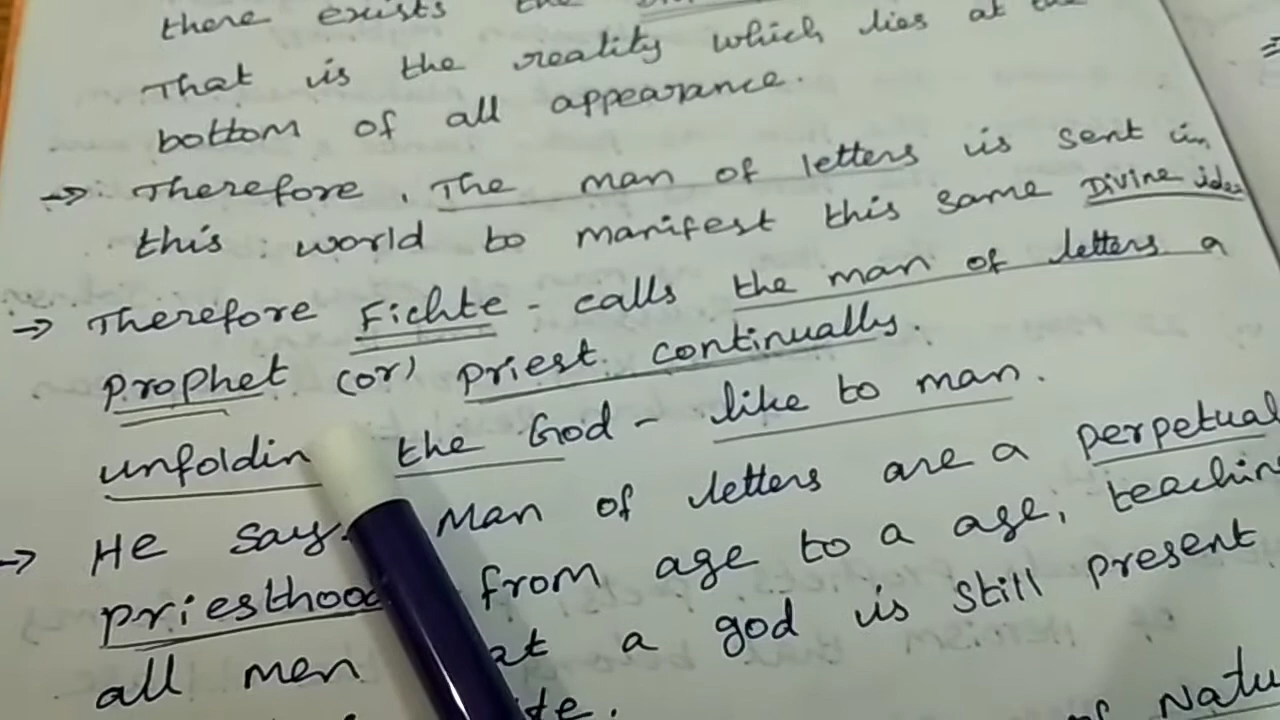 there exists the
That is the reality which lies at the
bottom of all appearance.
→ Therefore, The man of letters is sent in
this world to manifest this same Divine idea
→ Therefore Fichte - calls the man of letters a
Prophet (or) Priest continually.
unfoldin the God - like to man.
→ He says Man of letters are a perpetual
priesthood from age to a age, teachin
all men at a god is still present
of Natu